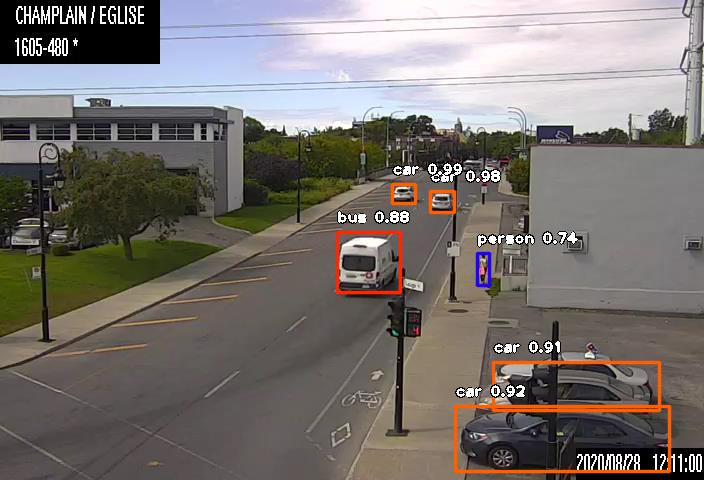 CHAMPLAIN / EGLISE
1605-480 *
car 0.99
car 0.98
bus 0.88
person 0.74
car 0.91
car 0.92
2020/08/28 12:11:00